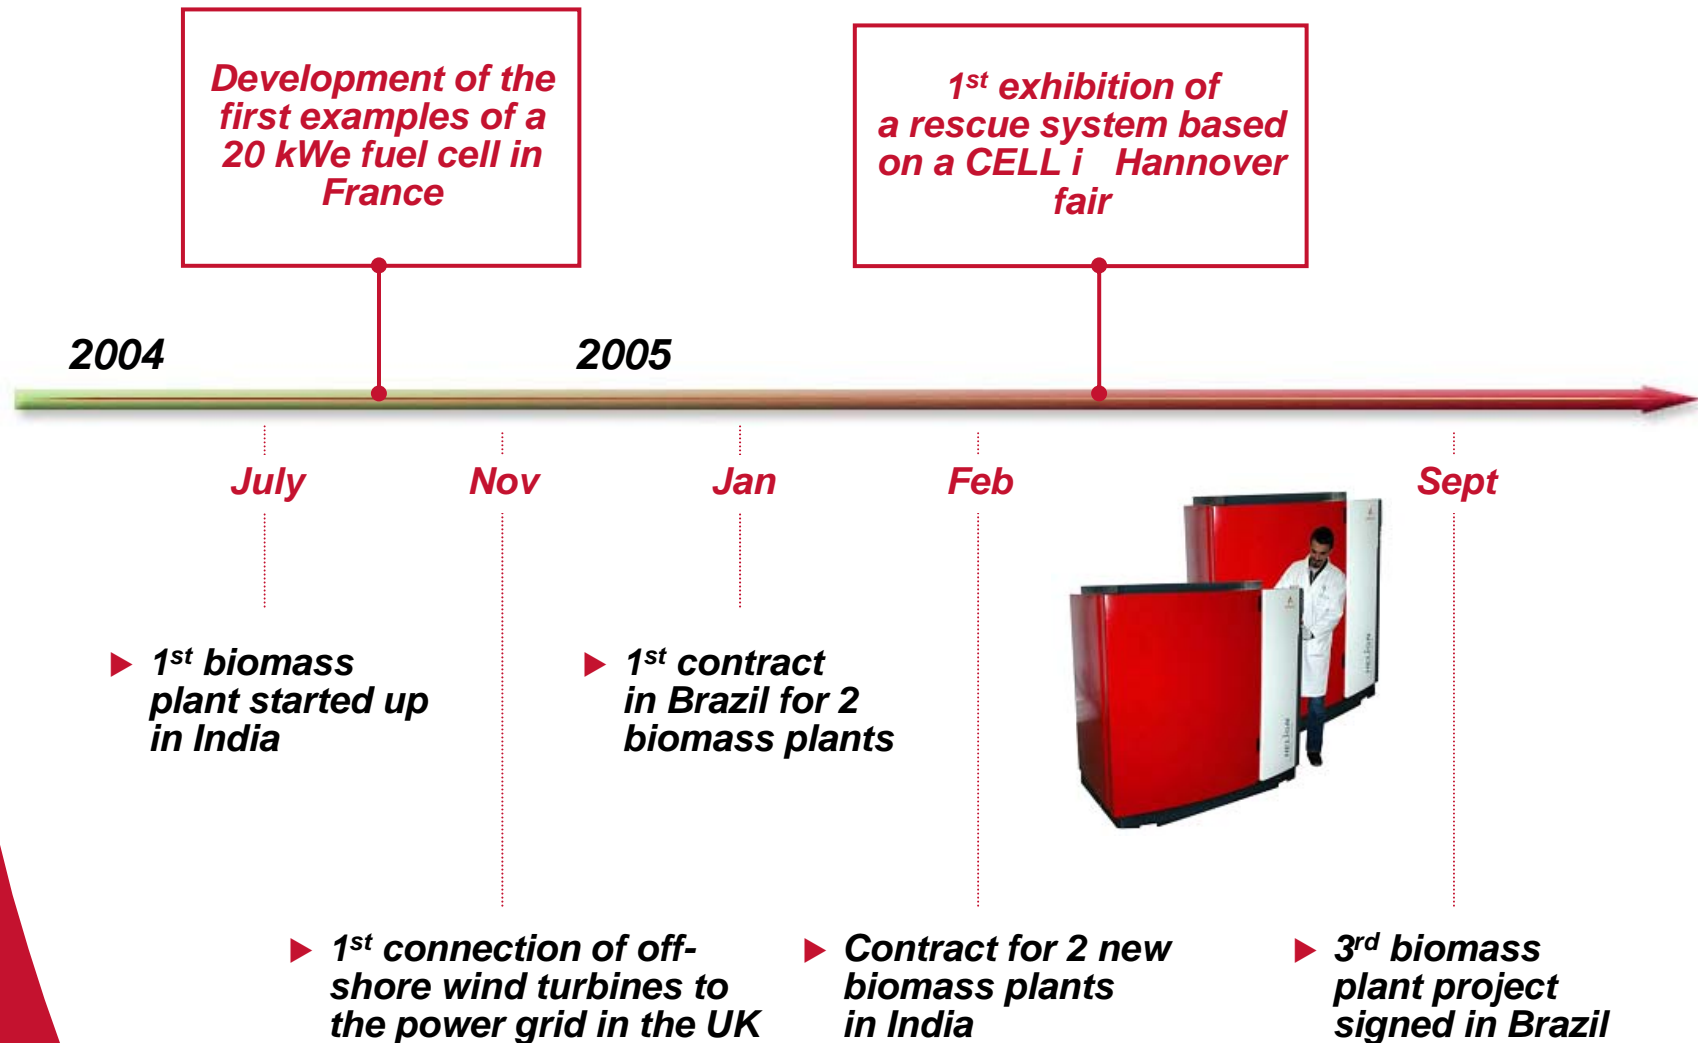 Development of the
first examples of a
20 kWe fuel cell in
France
1st exhibition of
a rescue system based
on a CELL i Hannover
fair
2004
2005
July
Nov
Jan
Feb
Sept
1st biomass
plant started up
in India
1st contract
in Brazil for 2
biomass plants
HELION
HELION
1st connection of off-
shore wind turbines to
the power grid in the UK
Contract for 2 new
biomass plants
in India
3rd biomass
plant project
signed in Brazil